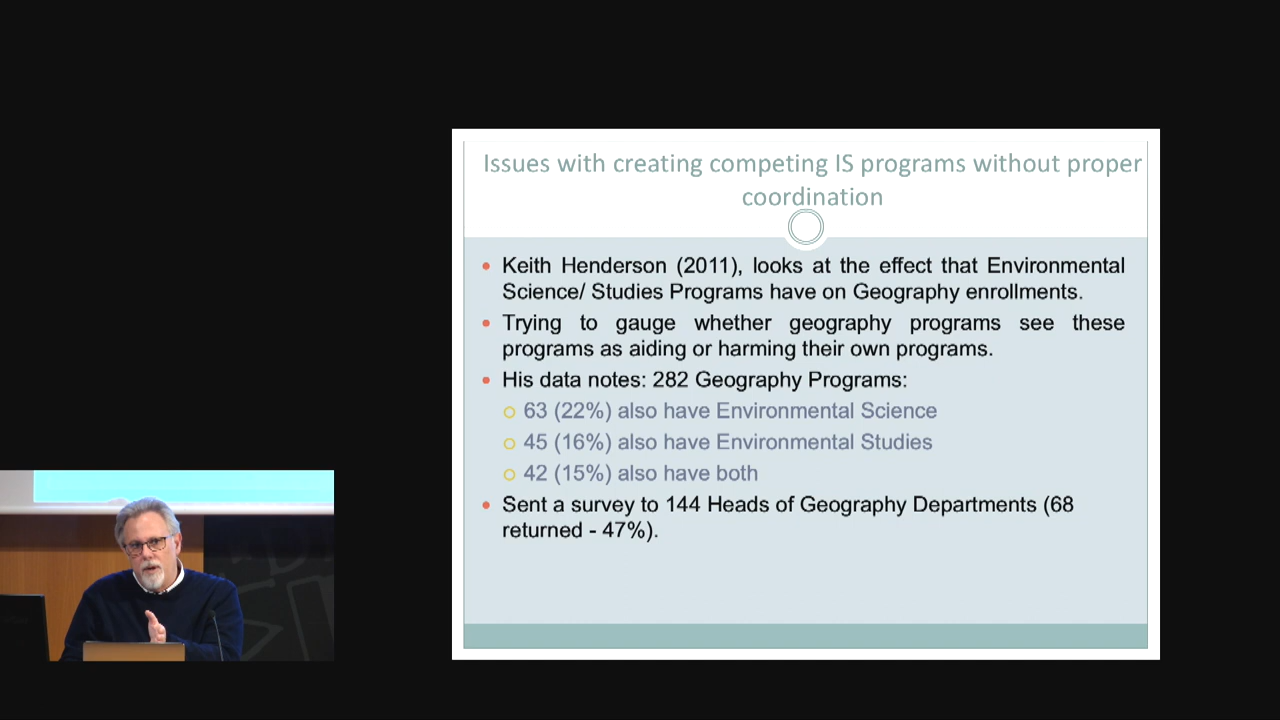 Issues with creating competing IS programs without proper
coordination
• Keith Henderson (2011), looks at the effect that Environmental
Science/ Studies Programs have on Geography enrollments.
• Trying to gauge whether geography programs see these
programs as aiding or harming their own programs.
• His data notes: 282 Geography Programs:
o 63 (22%) also have Environmental Science
o 45 (16%) also have Environmental Studies
o 42 (15%) also have both
• Sent a survey to 144 Heads of Geography Departments (68
returned - 47%).